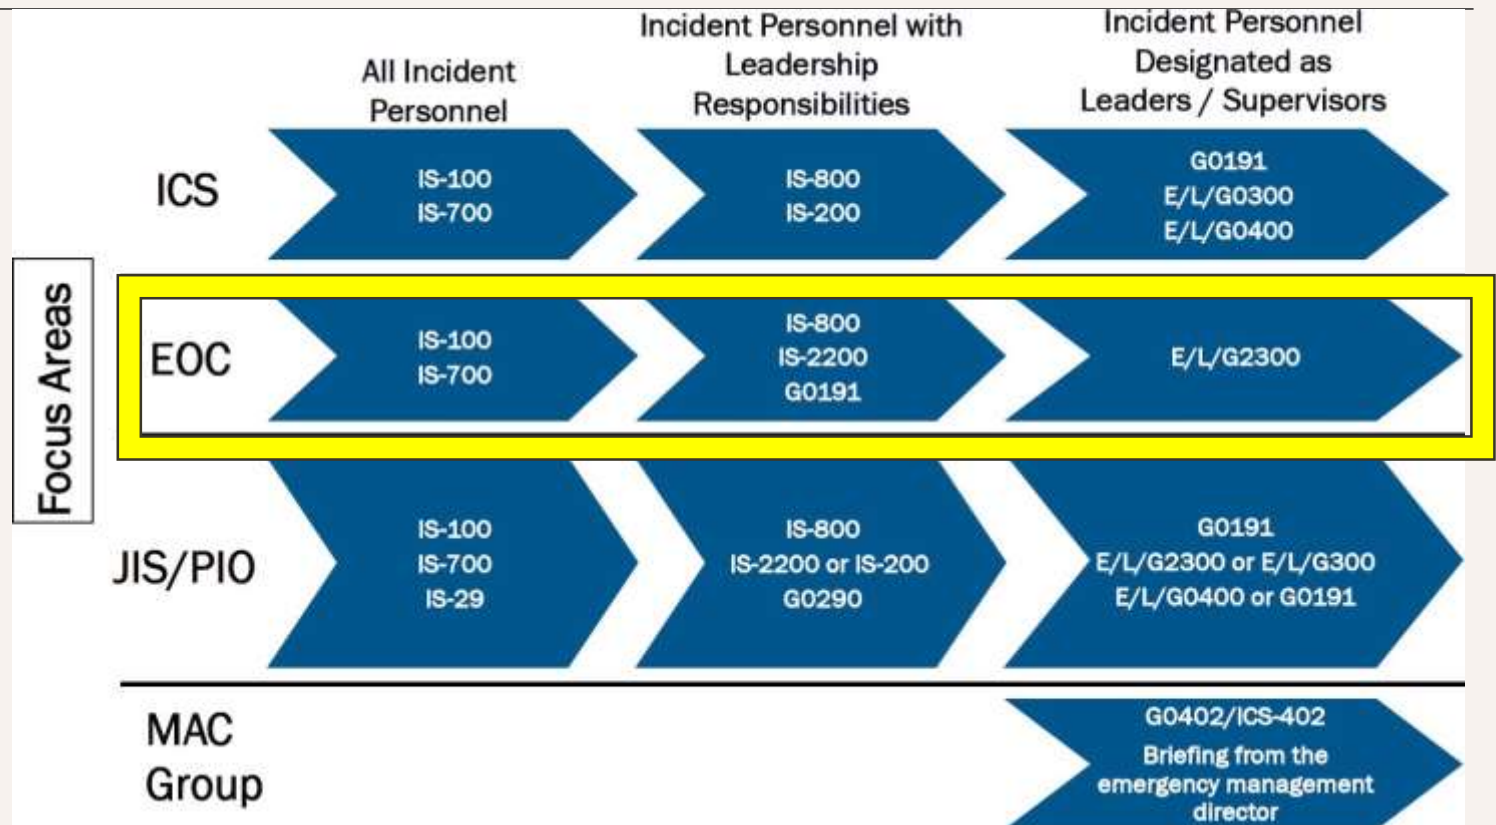 All Incident
Personnel
Incident Personnel with
Leadership
Responsibilities
Incident Personnel
Designated as
Leaders / Supervisors
Focus Areas
ICS
IS-100
IS-700
IS-800
IS-200
G0191
E/L/G0300
E/L/G0400
EOC
IS-100
IS-700
IS-800
IS-2200
G0191
E/L/G2300
JIS/PIO
IS-100
IS-700
IS-29
IS-800
IS-2200 or IS-200
G0290
G0191
E/L/G2300 or E/L/G300
E/L/G0400 or G0191
MAC
Group
G0402/ICS-402
Briefing from the
emergency management
director